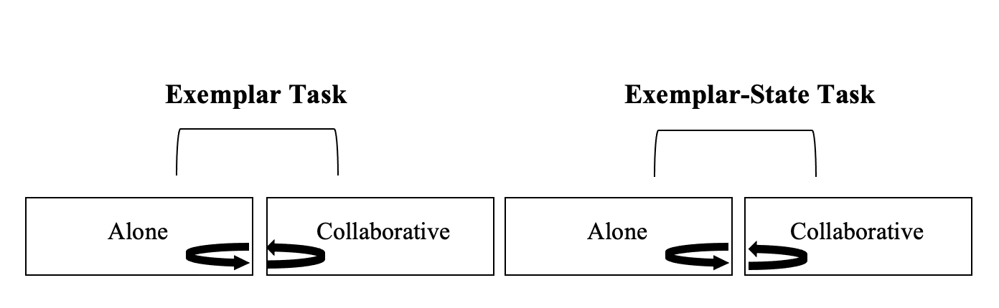 Exemplar Task
Exemplar-State Task
Alone
Collaborative
Alone
Collaborative